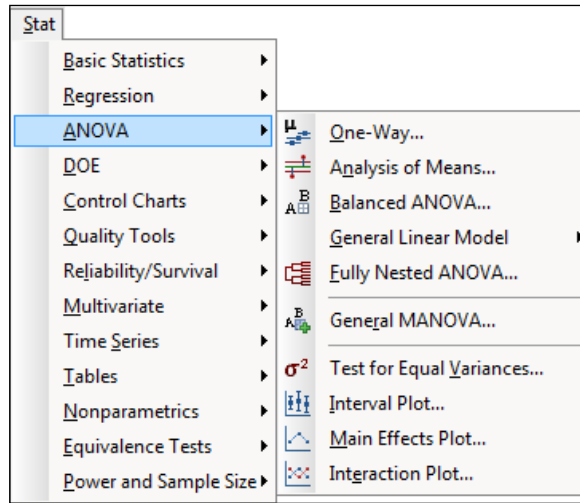 Stat
Basic Statistics
Regression
ANOVA
DOE
Control Charts
Quality Tools
Reliability/Survival
Multivariate
Time Series
Tables
Nonparametrics
Equivalence Tests
Power and Sample Size
μ One-Way...
Analysis of Means...
A B Balanced ANOVA...
General Linear Model
Fully Nested ANOVA...
A B General MANOVA...
σ² Test for Equal Variances...
Interval Plot...
Main Effects Plot...
Interaction Plot...